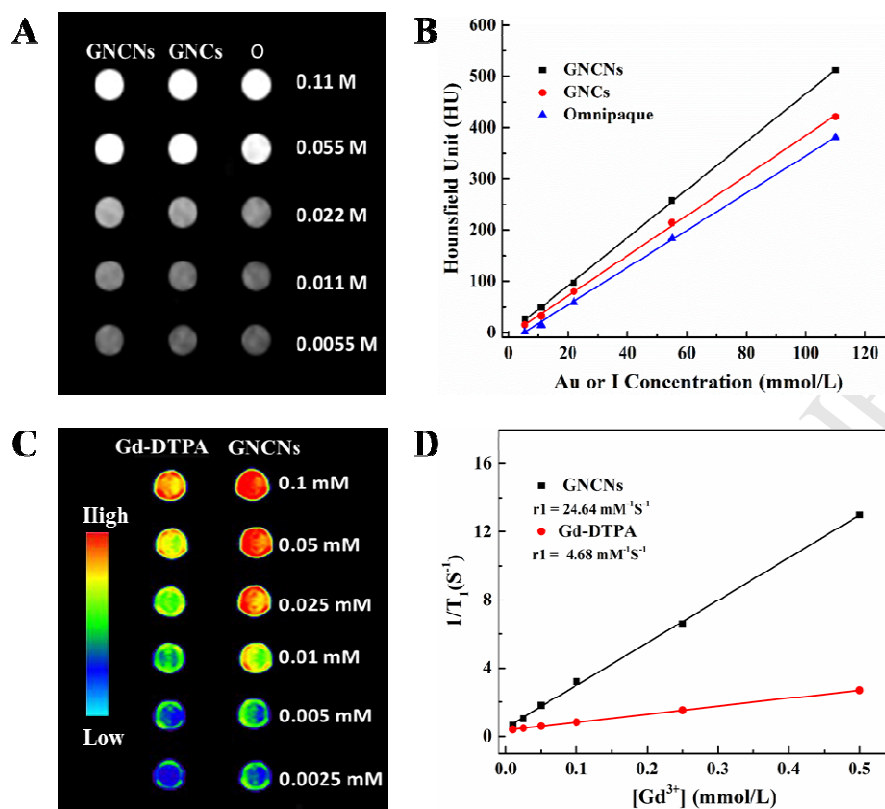 A
GNCNs GNCs O
0.11 M
0.055 M
0.022 M
0.011 M
0.0055 M
B
600
500
400
300
200
100
0
GNCNs
GNCs
Omnipaque
Hounsfield Unit (HU)
0 20 40 60 80 100 120
Au or I Concentration (mmol/L)
C
Gd-DTPA GNCNs
High
Low
0.1 mM
0.05 mM
0.025 mM
0.01 mM
0.005 mM
0.0025 mM
D
16
12
8
4
0
GNCNs
r1 = 24.64 mM⁻¹S⁻¹
Gd-DTPA
r1 = 4.68 mM⁻¹S⁻¹
1/T₁(S⁻¹)
0.0 0.1 0.2 0.3 0.4 0.5
[Gd³⁺] (mmol/L)